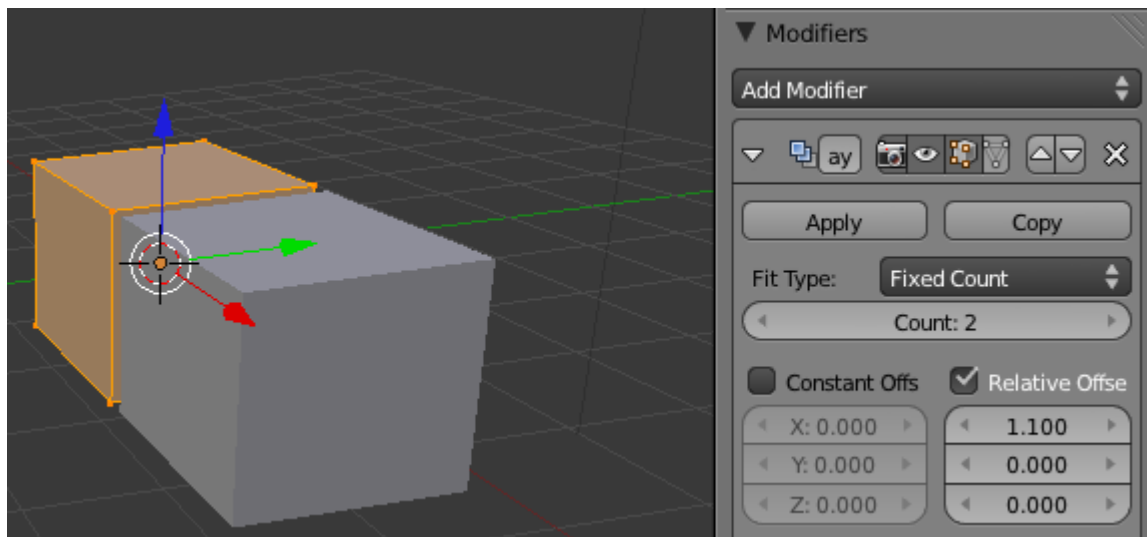 Modifiers
Add Modifier
ay
Apply Copy
Fit Type: Fixed Count
Count: 2
Constant Offs Relative Offse
X: 0.000 1.100
Y: 0.000 0.000
Z: 0.000 0.000